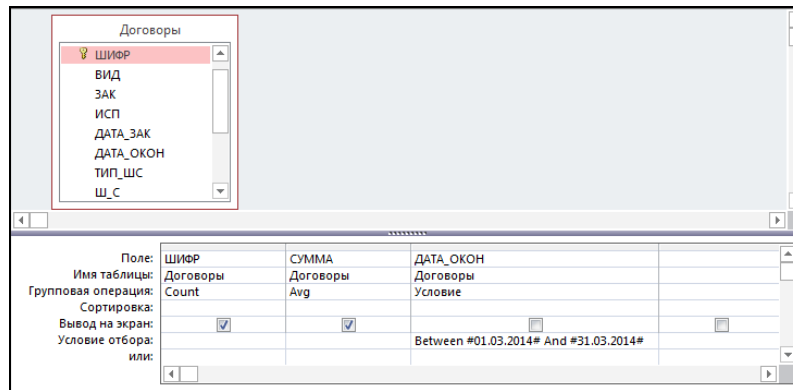 Договоры
ШИФР
ВИД
ЗАК
ИСП
ДАТА_ЗАК
ДАТА_ОКОН
ТИП_ШС
Ш_С
Поле: ШИФР СУММА ДАТА_ОКОН
Имя таблицы: Договоры Договоры Договоры
Групповая операция: Count Avg Условие
Сортировка:
Вывод на экран:
Условие отбора: Between #01.03.2014# And #31.03.2014#
или: